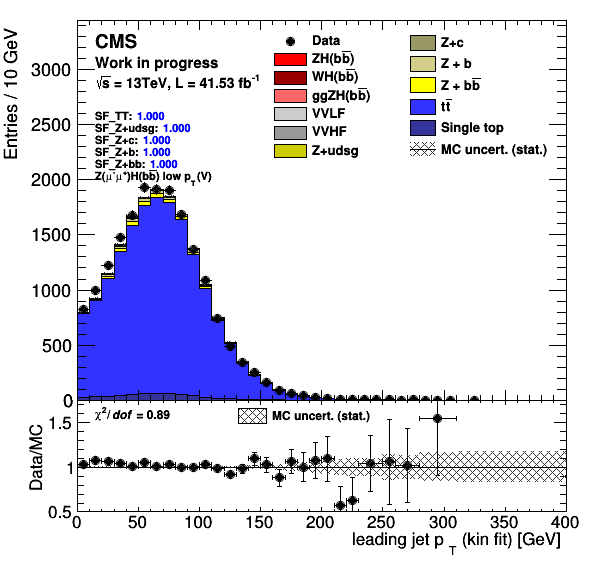 CMS
Work in progress
√s = 13TeV, L = 41.53 fb⁻¹
SF_TT: 1.000
SF_Z+udsg: 1.000
SF_Z+c: 1.000
SF_Z+b: 1.000
SF_Z+bb: 1.000
Z(μ⁻μ⁺)H(bb̅) low p_T(V)
Data
ZH(bb̅)
WH(bb̅)
ggZH(bb̅)
VVLF
VVHF
Z+udsg
Z+c
Z + b
Z + bb̅
tt̅
Single top
MC uncert. (stat.)
Entries / 10 GeV
3000
2500
2000
1500
1000
500
0
χ²/dof = 0.89
MC uncert. (stat.)
Data/MC
1.5
1
0.5
0 50 100 150 200 250 300 350 400
leading jet p_T (kin fit) [GeV]